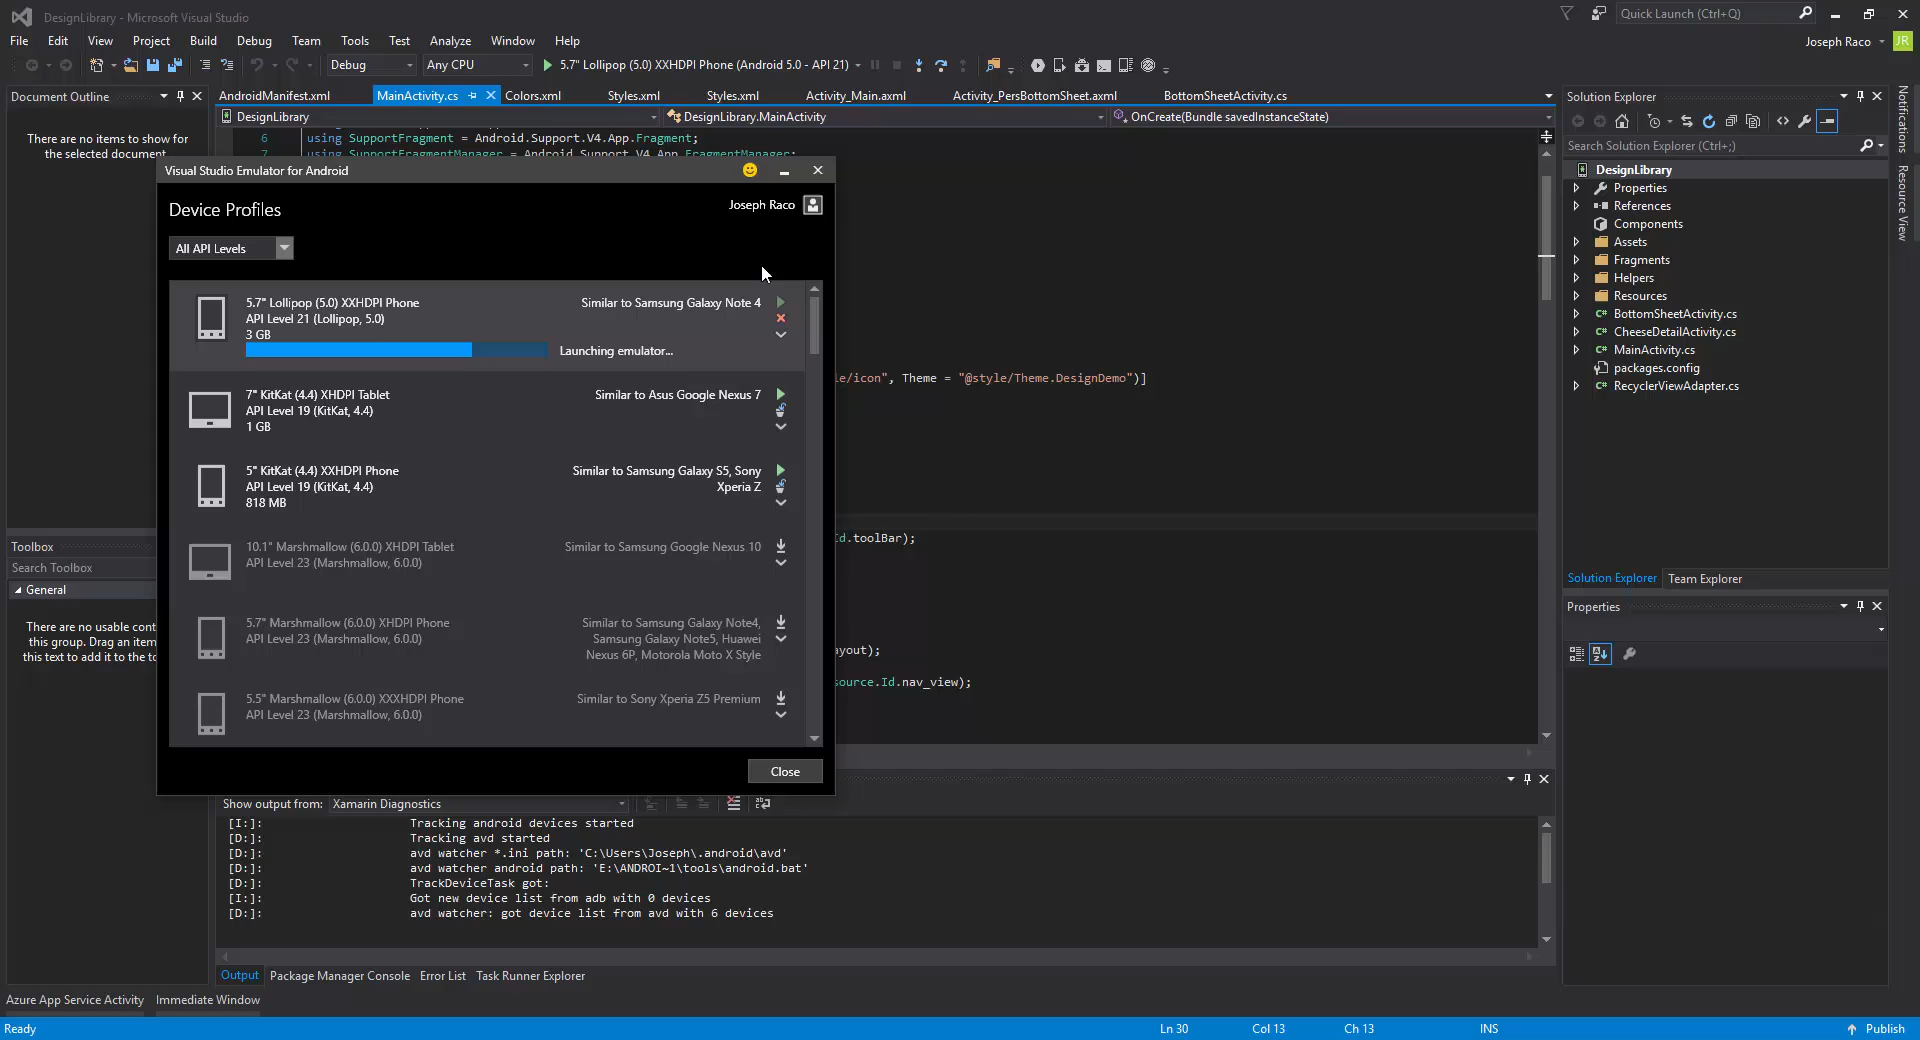 DesignLibrary - Microsoft Visual Studio
Quick Launch (Ctrl+Q)
File Edit View Project Build Debug Team Tools Test Analyze Window Help
Joseph Raco JR
Debug Any CPU 5.7" Lollipop (5.0) XXHDPI Phone (Android 5.0 - API 21)
Document Outline
AndroidManifest.xml MainActivity.cs Colors.xml Styles.xml Styles.xml Activity_Main.axml Activity_PersBottomSheet.axml BottomSheetActivity.cs
DesignLibrary DesignLibrary.MainActivity OnCreate(Bundle savedInstanceState)
There are no items to show for
the selected document.
6 using SupportFragment = Android.Support.V4.App.Fragment;
7 using SupportFragmentManager = Android.Support.V4.App.FragmentManager;
Visual Studio Emulator for Android
Device Profiles
Joseph Raco
All API Levels
5.7" Lollipop (5.0) XXHDPI Phone
API Level 21 (Lollipop, 5.0)
3 GB
Similar to Samsung Galaxy Note 4
Launching emulator...
7" KitKat (4.4) XHDPI Tablet
API Level 19 (KitKat, 4.4)
1 GB
Similar to Asus Google Nexus 7
5" KitKat (4.4) XXHDPI Phone
API Level 19 (KitKat, 4.4)
818 MB
Similar to Samsung Galaxy S5, Sony
Xperia Z
10.1" Marshmallow (6.0.0) XHDPI Tablet
API Level 23 (Marshmallow, 6.0.0)
Similar to Samsung Google Nexus 10
5.7" Marshmallow (6.0.0) XHDPI Phone
API Level 23 (Marshmallow, 6.0.0)
Similar to Samsung Galaxy Note4,
Samsung Galaxy Note5, Huawei
Nexus 6P, Motorola Moto X Style
5.5" Marshmallow (6.0.0) XXXHDPI Phone
API Level 23 (Marshmallow, 6.0.0)
Similar to Sony Xperia Z5 Premium
Close
le/icon", Theme = "@style/Theme.DesignDemo")]
Id.toolBar);
ayout);
source.Id.nav_view);
Toolbox
Search Toolbox
General
There are no usable cont
this group. Drag an item
this text to add it to the to
Show output from: Xamarin Diagnostics
[I:]: Tracking android devices started
[D:]: Tracking avd started
[D:]: avd watcher *.ini path: 'C:\Users\Joseph\.android\avd'
[D:]: avd watcher android path: 'E:\ANDROI~1\tools\android.bat'
[D:]: TrackDeviceTask got:
[I:]: Got new device list from adb with 0 devices
[D:]: avd watcher: got device list from avd with 6 devices
Output Package Manager Console Error List Task Runner Explorer
Solution Explorer
Search Solution Explorer (Ctrl+;)
DesignLibrary
Properties
References
Components
Assets
Fragments
Helpers
Resources
C# BottomSheetActivity.cs
C# CheeseDetailActivity.cs
C# MainActivity.cs
packages.config
C# RecyclerViewAdapter.cs
Solution Explorer Team Explorer
Properties
Notifications
Resource View
Azure App Service Activity Immediate Window
Ready Ln 30 Col 13 Ch 13 INS Publish